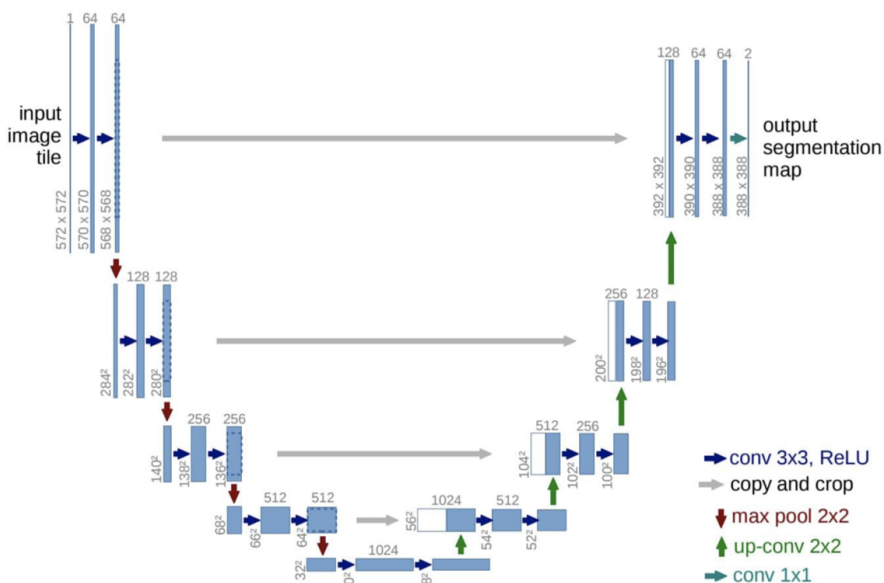 1 64 64
128 64 64 2
input
image
tile
output
segmentation
map
572 x 572
570 x 570
568 x 568
392 x 392
390 x 390
388 x 388
388 x 388
128 128
256 128
284²
282²
280²
200²
198²
196²
256 256
512 256
140²
138²
136²
104²
102²
100²
conv 3x3, ReLU
copy and crop
max pool 2x2
up-conv 2x2
conv 1x1
512 512
1024 512
68²
66²
64²
56²
54²
52²
1024
32²